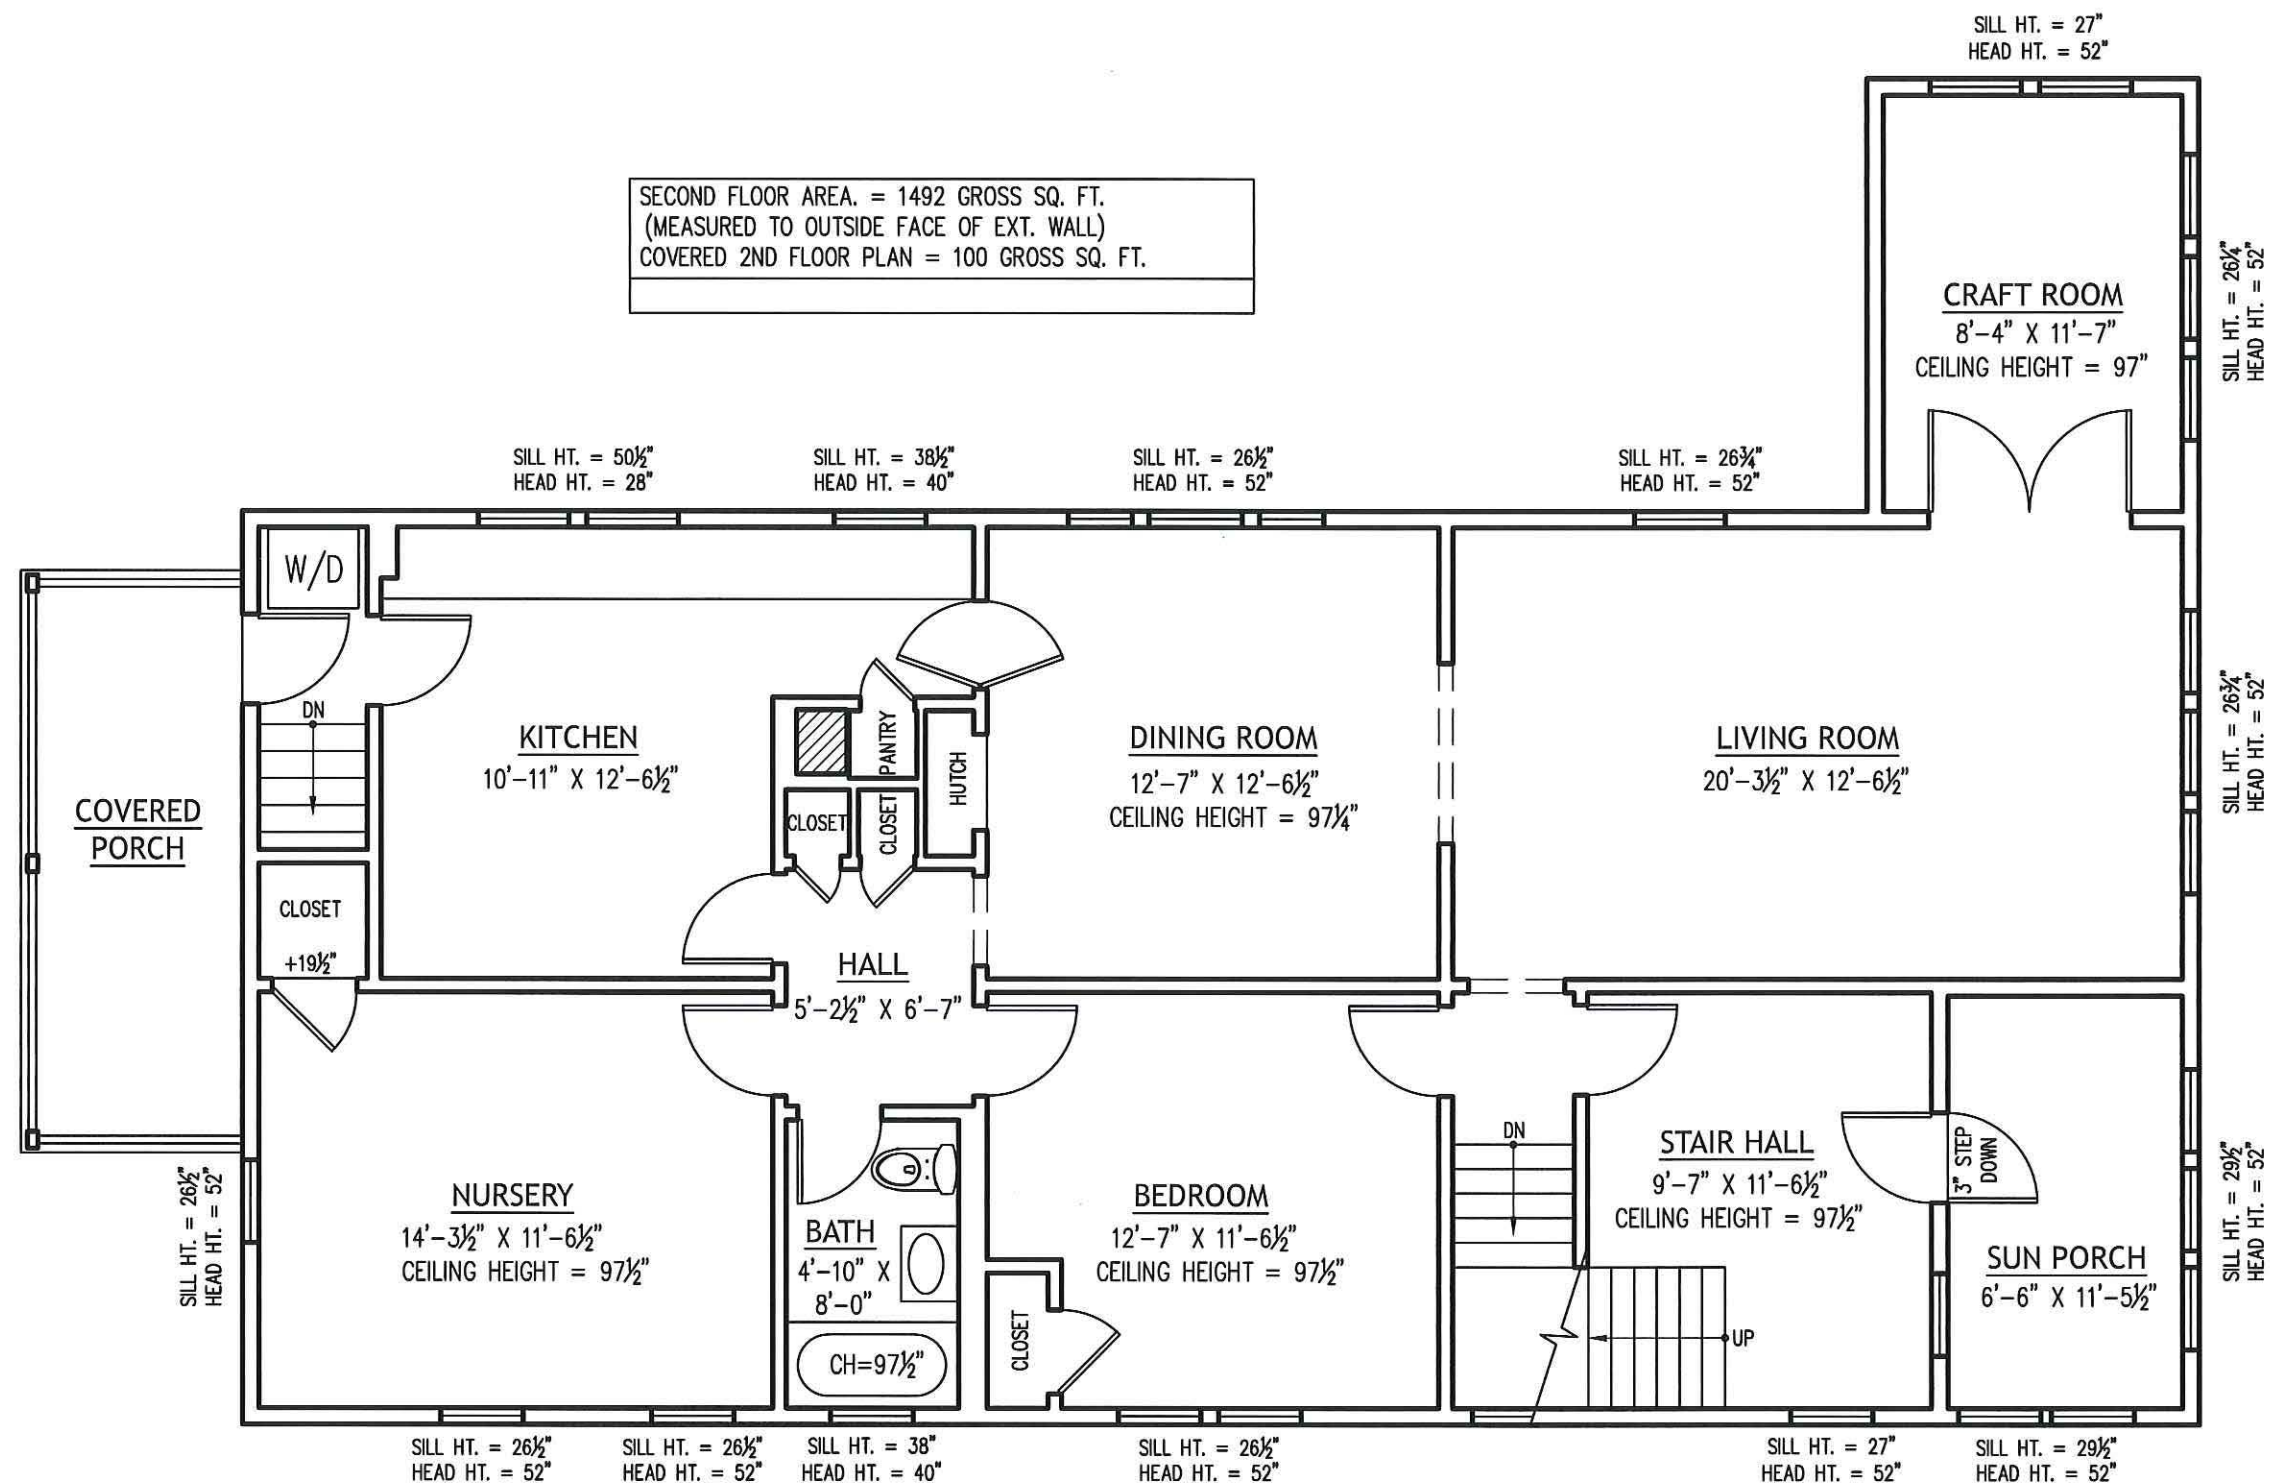 SILL HT. = 27"
HEAD HT. = 52"
SECOND FLOOR AREA. = 1492 GROSS SQ. FT.
(MEASURED TO OUTSIDE FACE OF EXT. WALL)
COVERED 2ND FLOOR PLAN = 100 GROSS SQ. FT.
CRAFT ROOM
8'-4" X 11'-7"
CEILING HEIGHT = 97"
SILL HT. = 26¼"
HEAD HT. = 52"
SILL HT. = 50½"
HEAD HT. = 28"
SILL HT. = 38½"
HEAD HT. = 40"
SILL HT. = 26½"
HEAD HT. = 52"
SILL HT. = 26¾"
HEAD HT. = 52"
W/D
DN
KITCHEN
10'-11" X 12'-6½"
PANTRY
HUTCH
CLOSET
CLOSET
DINING ROOM
12'-7" X 12'-6½"
CEILING HEIGHT = 97¼"
LIVING ROOM
20'-3½" X 12'-6½"
SILL HT. = 26¾"
HEAD HT. = 52"
COVERED
PORCH
CLOSET
+19½"
HALL
5'-2½" X 6'-7"
NURSERY
14'-3½" X 11'-6½"
CEILING HEIGHT = 97½"
SILL HT. = 26½"
HEAD HT. = 52"
BATH
4'-10" X
8'-0"
CH=97½"
BEDROOM
12'-7" X 11'-6½"
CEILING HEIGHT = 97½"
CLOSET
DN
STAIR HALL
9'-7" X 11'-6½"
CEILING HEIGHT = 97½"
UP
3" STEP
DOWN
SUN PORCH
6'-6" X 11'-5½"
SILL HT. = 29½"
HEAD HT. = 52"
SILL HT. = 26½"
HEAD HT. = 52"
SILL HT. = 26½"
HEAD HT. = 52"
SILL HT. = 38"
HEAD HT. = 40"
SILL HT. = 26½"
HEAD HT. = 52"
SILL HT. = 27"
HEAD HT. = 52"
SILL HT. = 29½"
HEAD HT. = 52"